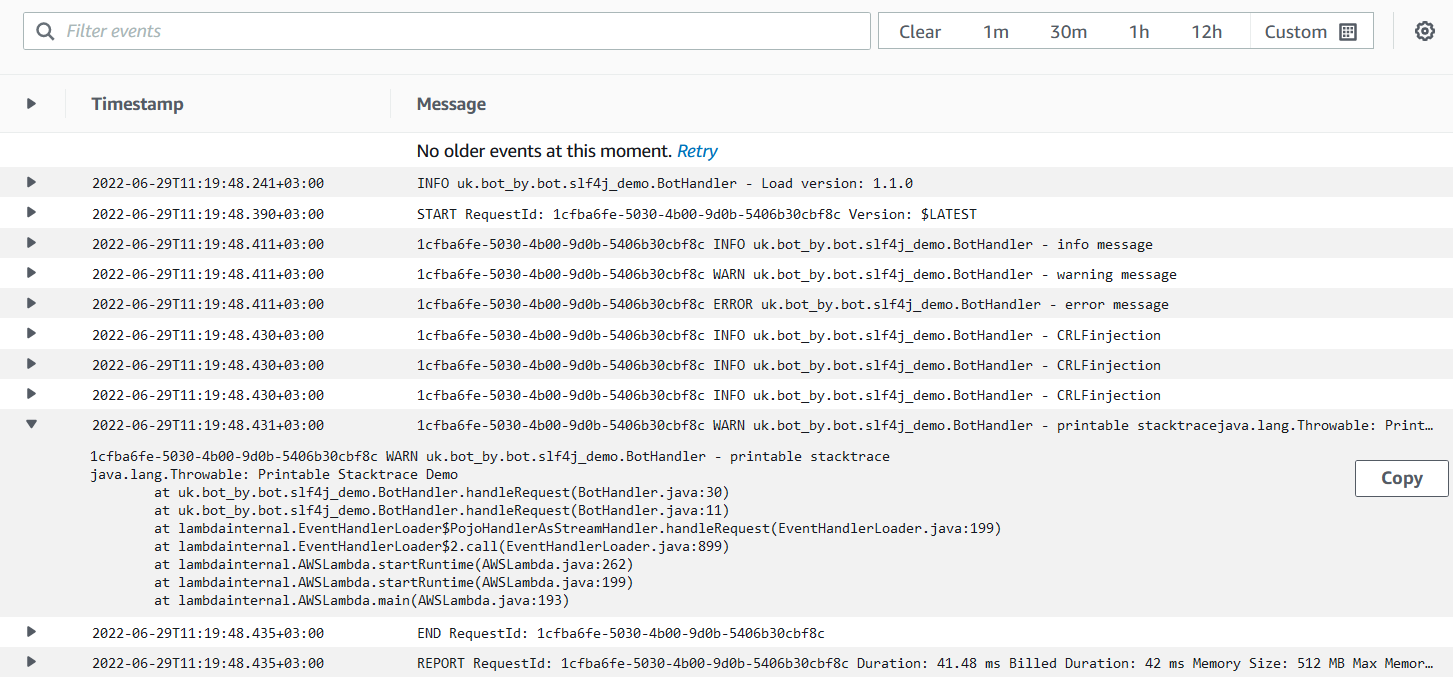 Filter events
Clear 1m 30m 1h 12h Custom
Timestamp Message
No older events at this moment. Retry
2022-06-29T11:19:48.241+03:00 INFO uk.bot_by.bot.slf4j_demo.BotHandler - Load version: 1.1.0
2022-06-29T11:19:48.390+03:00 START RequestId: 1cfba6fe-5030-4b00-9d0b-5406b30cbf8c Version: $LATEST
2022-06-29T11:19:48.411+03:00 1cfba6fe-5030-4b00-9d0b-5406b30cbf8c INFO uk.bot_by.bot.slf4j_demo.BotHandler - info message
2022-06-29T11:19:48.411+03:00 1cfba6fe-5030-4b00-9d0b-5406b30cbf8c WARN uk.bot_by.bot.slf4j_demo.BotHandler - warning message
2022-06-29T11:19:48.411+03:00 1cfba6fe-5030-4b00-9d0b-5406b30cbf8c ERROR uk.bot_by.bot.slf4j_demo.BotHandler - error message
2022-06-29T11:19:48.430+03:00 1cfba6fe-5030-4b00-9d0b-5406b30cbf8c INFO uk.bot_by.bot.slf4j_demo.BotHandler - CRLFinjection
2022-06-29T11:19:48.430+03:00 1cfba6fe-5030-4b00-9d0b-5406b30cbf8c INFO uk.bot_by.bot.slf4j_demo.BotHandler - CRLFinjection
2022-06-29T11:19:48.430+03:00 1cfba6fe-5030-4b00-9d0b-5406b30cbf8c INFO uk.bot_by.bot.slf4j_demo.BotHandler - CRLFinjection
2022-06-29T11:19:48.431+03:00 1cfba6fe-5030-4b00-9d0b-5406b30cbf8c WARN uk.bot_by.bot.slf4j_demo.BotHandler - printable stacktracejava.lang.Throwable: Print…
1cfba6fe-5030-4b00-9d0b-5406b30cbf8c WARN uk.bot_by.bot.slf4j_demo.BotHandler - printable stacktrace
java.lang.Throwable: Printable Stacktrace Demo
Copy
at uk.bot_by.bot.slf4j_demo.BotHandler.handleRequest(BotHandler.java:30)
at uk.bot_by.bot.slf4j_demo.BotHandler.handleRequest(BotHandler.java:11)
at lambdainternal.EventHandlerLoader$PojoHandlerAsStreamHandler.handleRequest(EventHandlerLoader.java:199)
at lambdainternal.EventHandlerLoader$2.call(EventHandlerLoader.java:899)
at lambdainternal.AWSLambda.startRuntime(AWSLambda.java:262)
at lambdainternal.AWSLambda.startRuntime(AWSLambda.java:199)
at lambdainternal.AWSLambda.main(AWSLambda.java:193)
2022-06-29T11:19:48.435+03:00 END RequestId: 1cfba6fe-5030-4b00-9d0b-5406b30cbf8c
2022-06-29T11:19:48.435+03:00 REPORT RequestId: 1cfba6fe-5030-4b00-9d0b-5406b30cbf8c Duration: 41.48 ms Billed Duration: 42 ms Memory Size: 512 MB Max Memor…